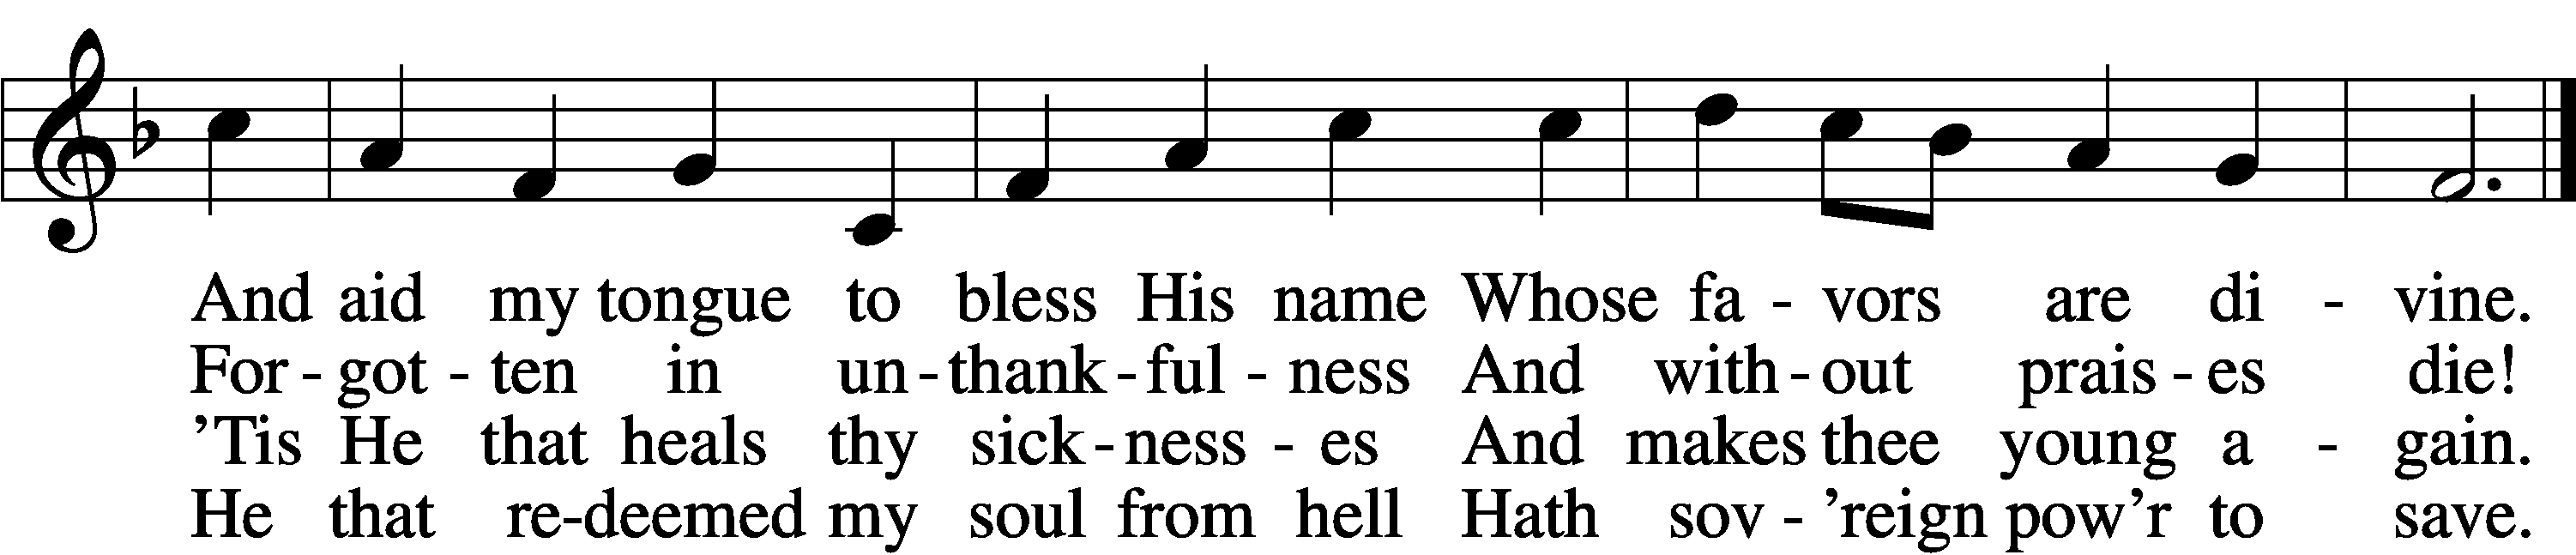 And aid my tongue to bless His name Whose fa - vors are di - vine.
For - got - ten in un - thank - ful - ness And with - out prais - es die!
’Tis He that heals thy sick - ness - es And makes thee young a - gain.
He that re - deemed my soul from hell Hath sov - ’reign pow’r to save.